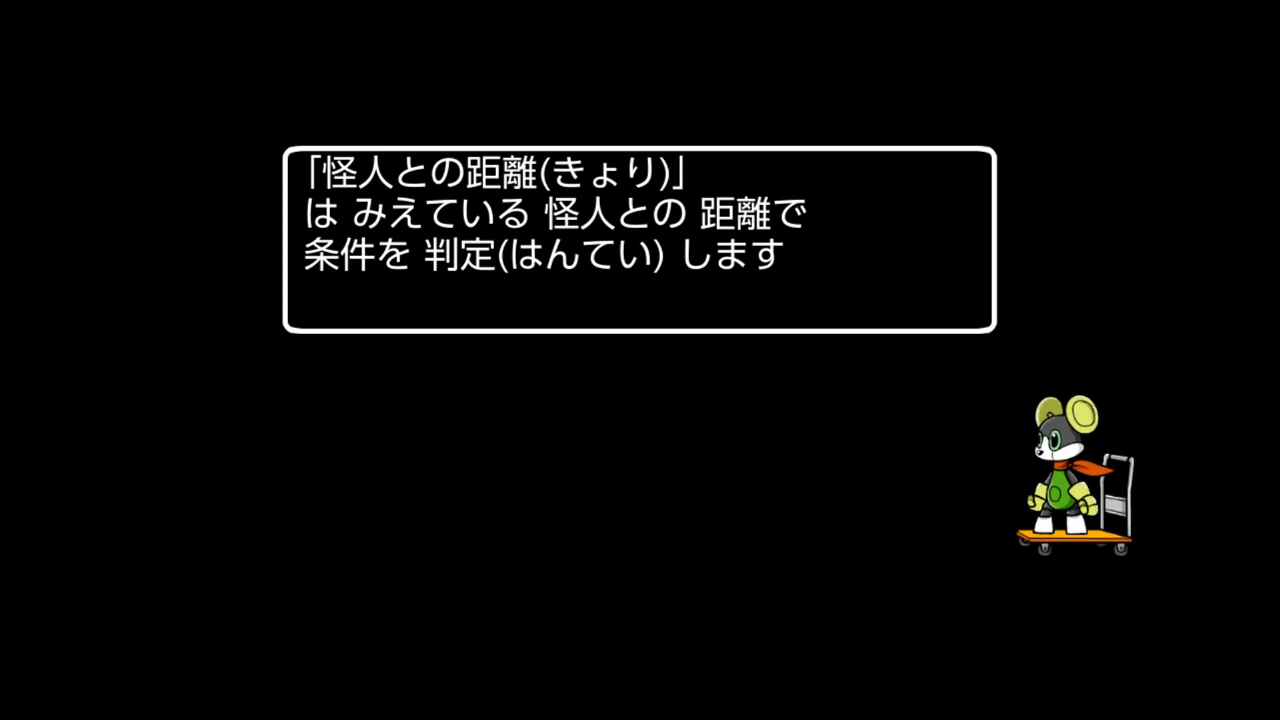 「怪人との距離(きょり)」
は みえている 怪人との 距離で
条件を 判定(はんてい) します